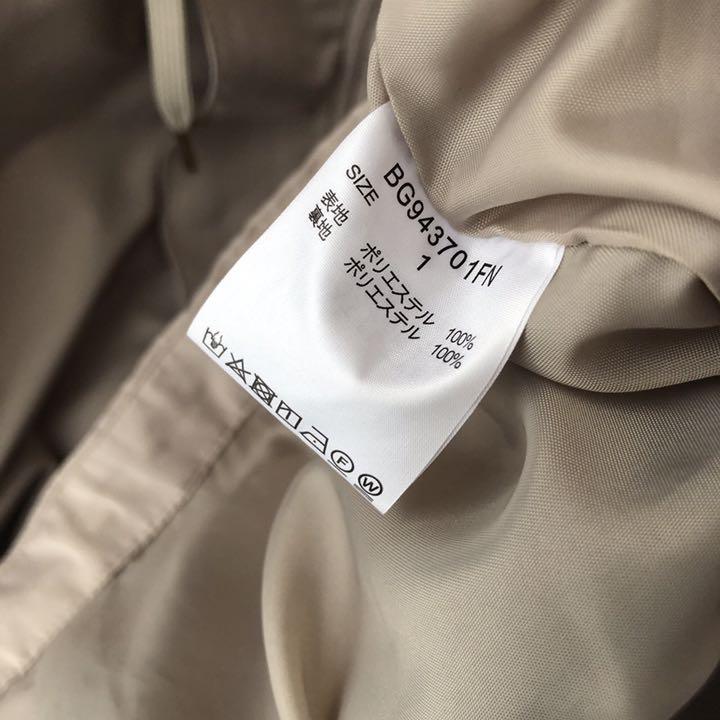 BG943701FN
SIZE 1
表地 ポリエステル 100%
裏地 ポリエステル 100%
F W